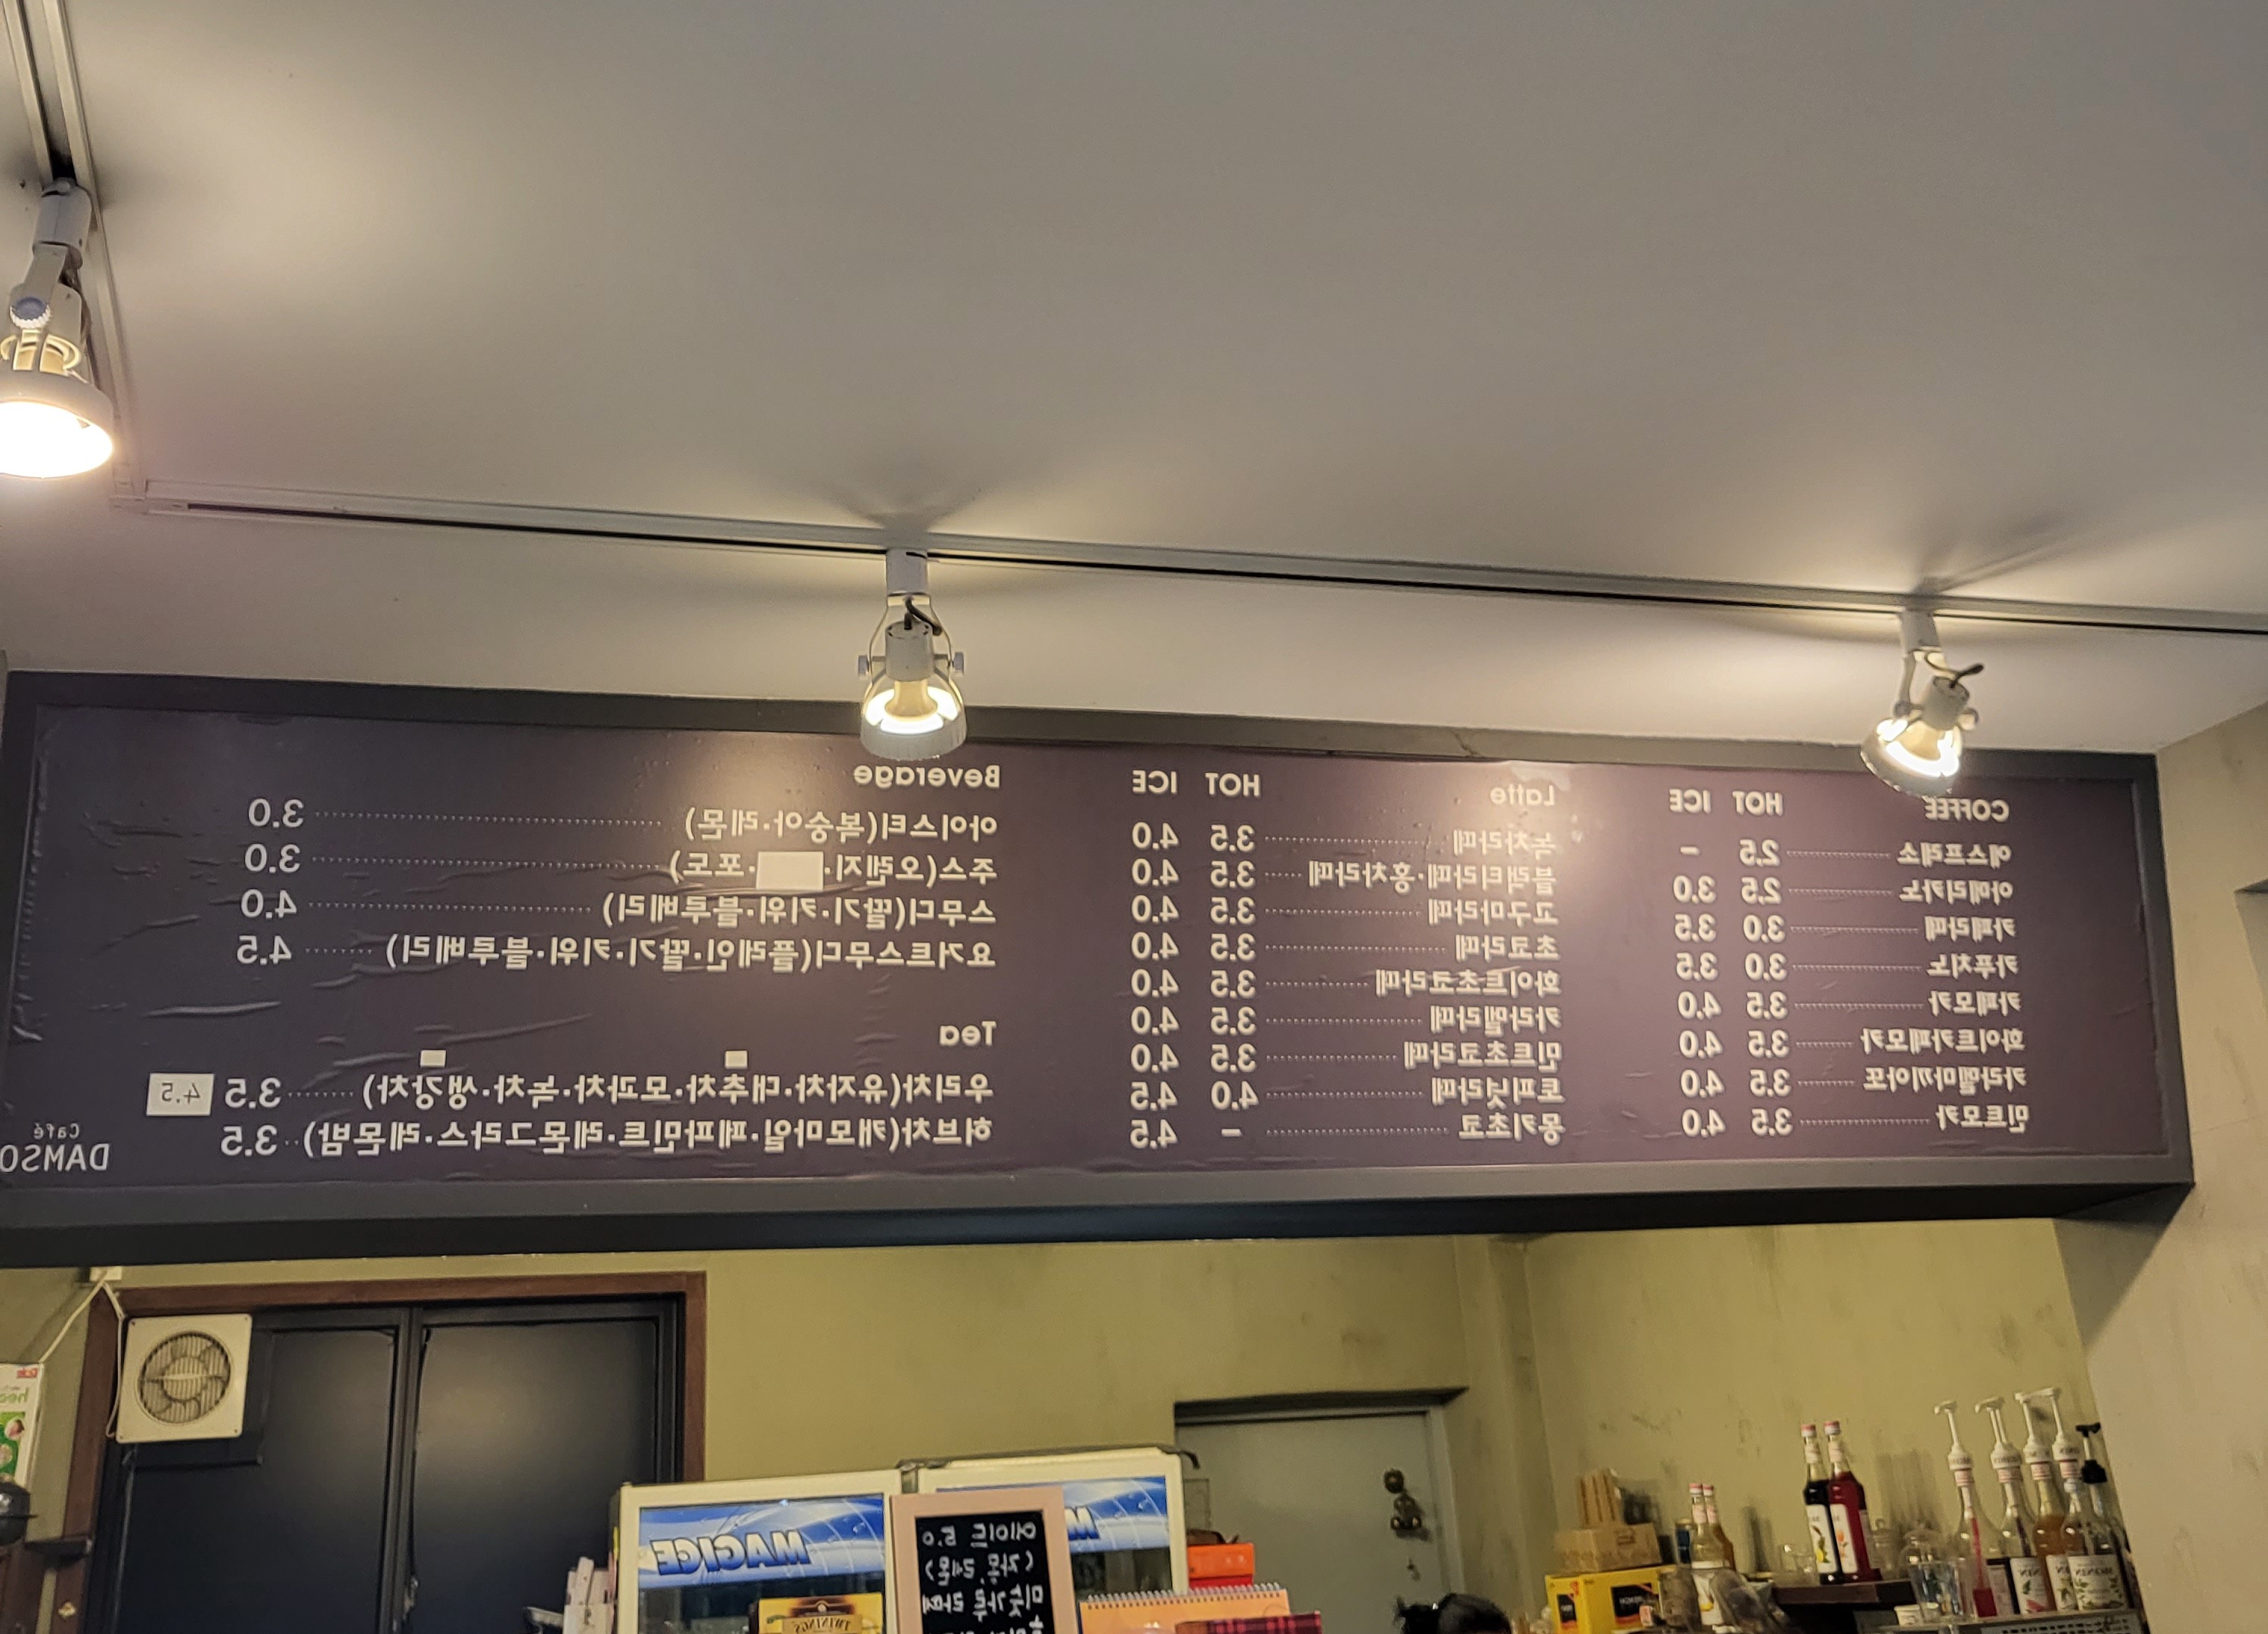 COFFEE HOT ICE
에스프레소 2.5 -
아메리카노 2.5 3.0
카페라떼 3.0 3.5
카푸치노 3.0 3.5
카페모카 3.5 4.0
화이트카페모카 3.5 4.0
카라멜마끼아또 3.5 4.0
민트모카 3.5 4.0
Latte HOT ICE
녹차라떼 3.5 4.0
블랙티라떼·홍차라떼 3.5 4.0
고구마라떼 3.5 4.0
초코라떼 3.5 4.0
화이트초코라떼 3.5 4.0
카라멜라떼 3.5 4.0
민트초코라떼 3.5 4.0
토피넛라떼 4.0 4.5
몽키초코 - 4.5
Beverage
아이스티(복숭아·레몬) 3.0
주스(오렌지· ·포도) 3.0
스무디(딸기·키위·블루베리) 4.0
요거트스무디(플레인·딸기·키위·블루베리) 4.5
Tea
우리차(유자차·대추차·모과차·녹차·생강차) 3.5 4.5
허브차(캐모마일·페파민트·레몬그라스·레몬밤) 3.5
Café
DAMSO
MAGICE
에이드 5.0
(자몽, 레몬)
미숫가루 라떼
TWININGS